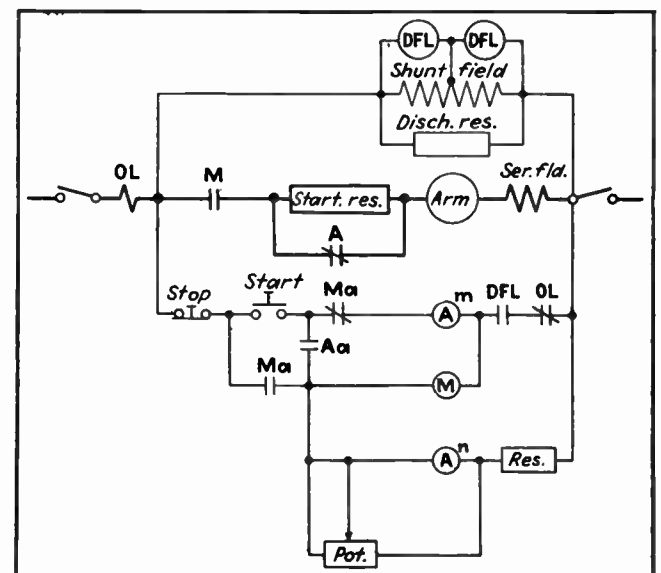 DFL DFL
Shunt field
Disch. res.
OL M Start. res. Arm Ser. fld.
A
Stop Start Ma A m DFL OL
Aa
Ma M
A n Res.
Pot.